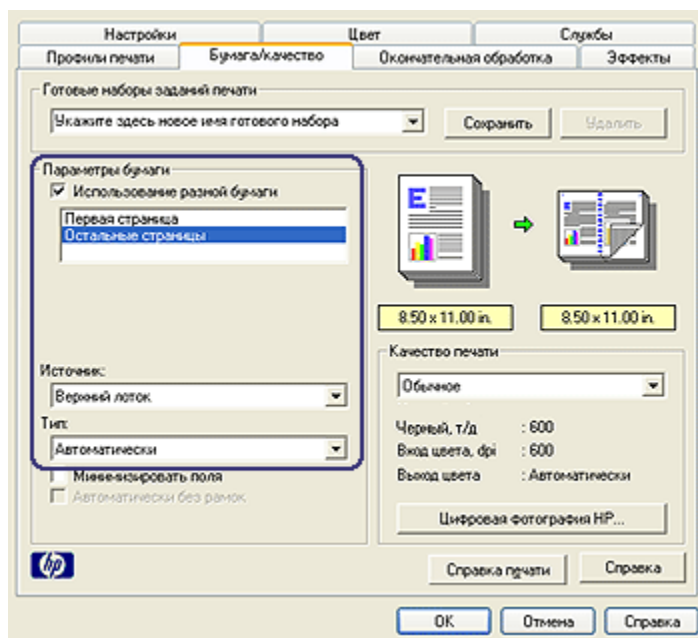 Настройки Цвет Службы
Профили печати Бумага/качество Окончательная обработка Эффекты
Готовые наборы заданий печати
Укажите здесь новое имя готового набора Сохранить Удалить
Параметры бумаги
Использование разной бумаги
Первая страница
Остальные страницы
E
8.50 x 11.00 in. 8.50 x 11.00 in.
Качество печати
Источник:
Обычное
Верхний лоток
Тип:
Черный, т/д : 600
Автоматически
Вход цвета, dpi : 600
Минимизировать поля
Выход цвета : Автоматически
Автоматически без рамок
Цифровая фотография HP...
hp
Справка печати Справка
OK Отмена Справка